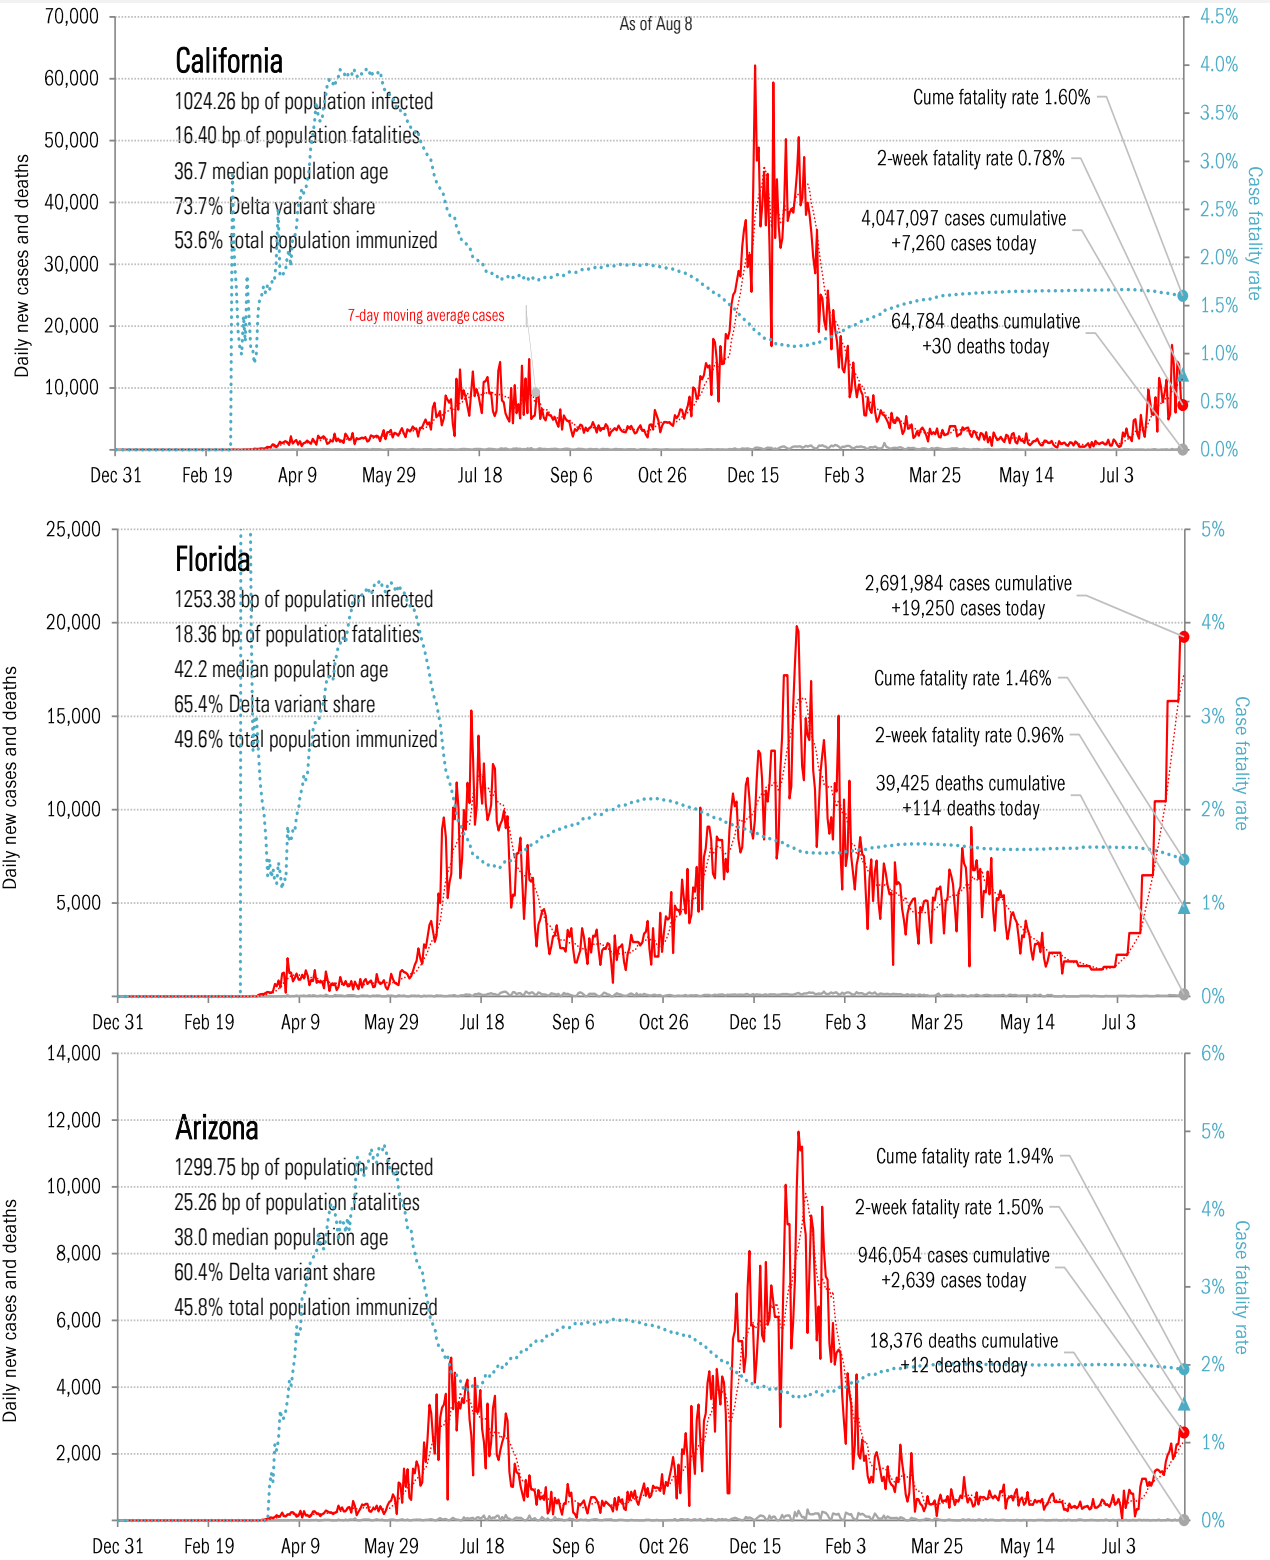 As of Aug 8
70,000
60,000
50,000
40,000
30,000
20,000
10,000
Daily new cases and deaths
California
1024.26 bp of population infected
16.40 bp of population fatalities
36.7 median population age
73.7% Delta variant share
53.6% total population immunized
7-day moving average cases
Cume fatality rate 1.60%
2-week fatality rate 0.78%
4,047,097 cases cumulative
+7,260 cases today
64,784 deaths cumulative
+30 deaths today
4.5%
4.0%
3.5%
3.0%
2.5%
2.0%
1.5%
1.0%
0.5%
0.0%
Case fatality rate
Dec 31 Feb 19 Apr 9 May 29 Jul 18 Sep 6 Oct 26 Dec 15 Feb 3 Mar 25 May 14 Jul 3
25,000
20,000
15,000
10,000
5,000
Daily new cases and deaths
Florida
1253.38 bp of population infected
18.36 bp of population fatalities
42.2 median population age
65.4% Delta variant share
49.6% total population immunized
2,691,984 cases cumulative
+19,250 cases today
Cume fatality rate 1.46%
2-week fatality rate 0.96%
39,425 deaths cumulative
+114 deaths today
5%
4%
3%
2%
1%
0%
Case fatality rate
Dec 31 Feb 19 Apr 9 May 29 Jul 18 Sep 6 Oct 26 Dec 15 Feb 3 Mar 25 May 14 Jul 3
14,000
12,000
10,000
8,000
6,000
4,000
2,000
Daily new cases and deaths
Arizona
1299.75 bp of population infected
25.26 bp of population fatalities
38.0 median population age
60.4% Delta variant share
45.8% total population immunized
Cume fatality rate 1.94%
2-week fatality rate 1.50%
946,054 cases cumulative
+2,639 cases today
18,376 deaths cumulative
+12 deaths today
6%
5%
4%
3%
2%
1%
0%
Case fatality rate
Dec 31 Feb 19 Apr 9 May 29 Jul 18 Sep 6 Oct 26 Dec 15 Feb 3 Mar 25 May 14 Jul 3